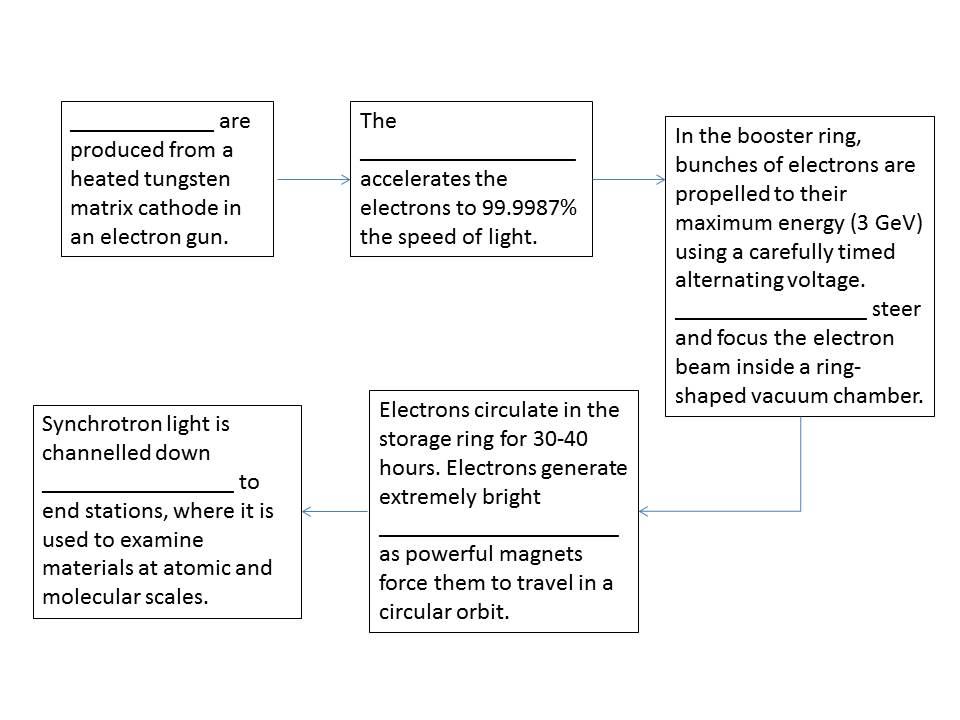 ____________ are
produced from a
heated tungsten
matrix cathode in
an electron gun.
The
__________________
accelerates the
electrons to 99.9987%
the speed of light.
In the booster ring,
bunches of electrons are
propelled to their
maximum energy (3 GeV)
using a carefully timed
alternating voltage.
________________ steer
and focus the electron
beam inside a ring-
shaped vacuum chamber.
Electrons circulate in the
storage ring for 30-40
hours. Electrons generate
extremely bright
____________________
as powerful magnets
force them to travel in a
circular orbit.
Synchrotron light is
channelled down
________________ to
end stations, where it is
used to examine
materials at atomic and
molecular scales.